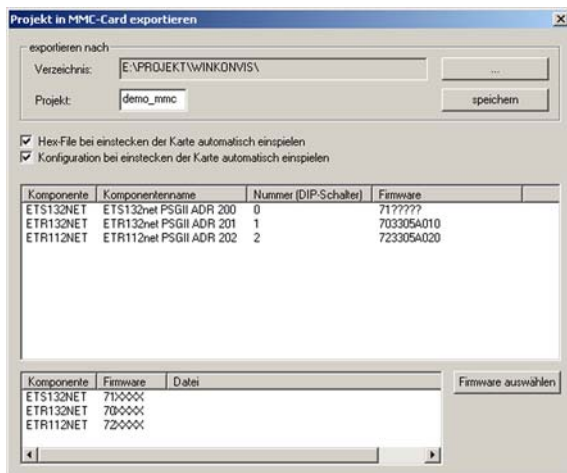 Projekt in MMC-Card exportieren
exportieren nach
Verzeichnis: E:\PROJEKT\WINKONVIS\ ...
Projekt: demo_mmc speichern
Hex-File bei einstecken der Karte automatisch einspielen
Konfiguration bei einstecken der Karte automatisch einspielen
Komponente Komponentenname Nummer (DIP-Schalter) Firmware
ETS132NET ETS132net PSGII ADR 200 0 71?????
ETR132NET ETR132net PSGII ADR 201 1 703305A010
ETR112NET ETR112net PSGII ADR 202 2 723305A020
Komponente Firmware Datei Firmware auswählen
ETS132NET 71XXXX
ETR132NET 70XXXX
ETR112NET 72XXXX